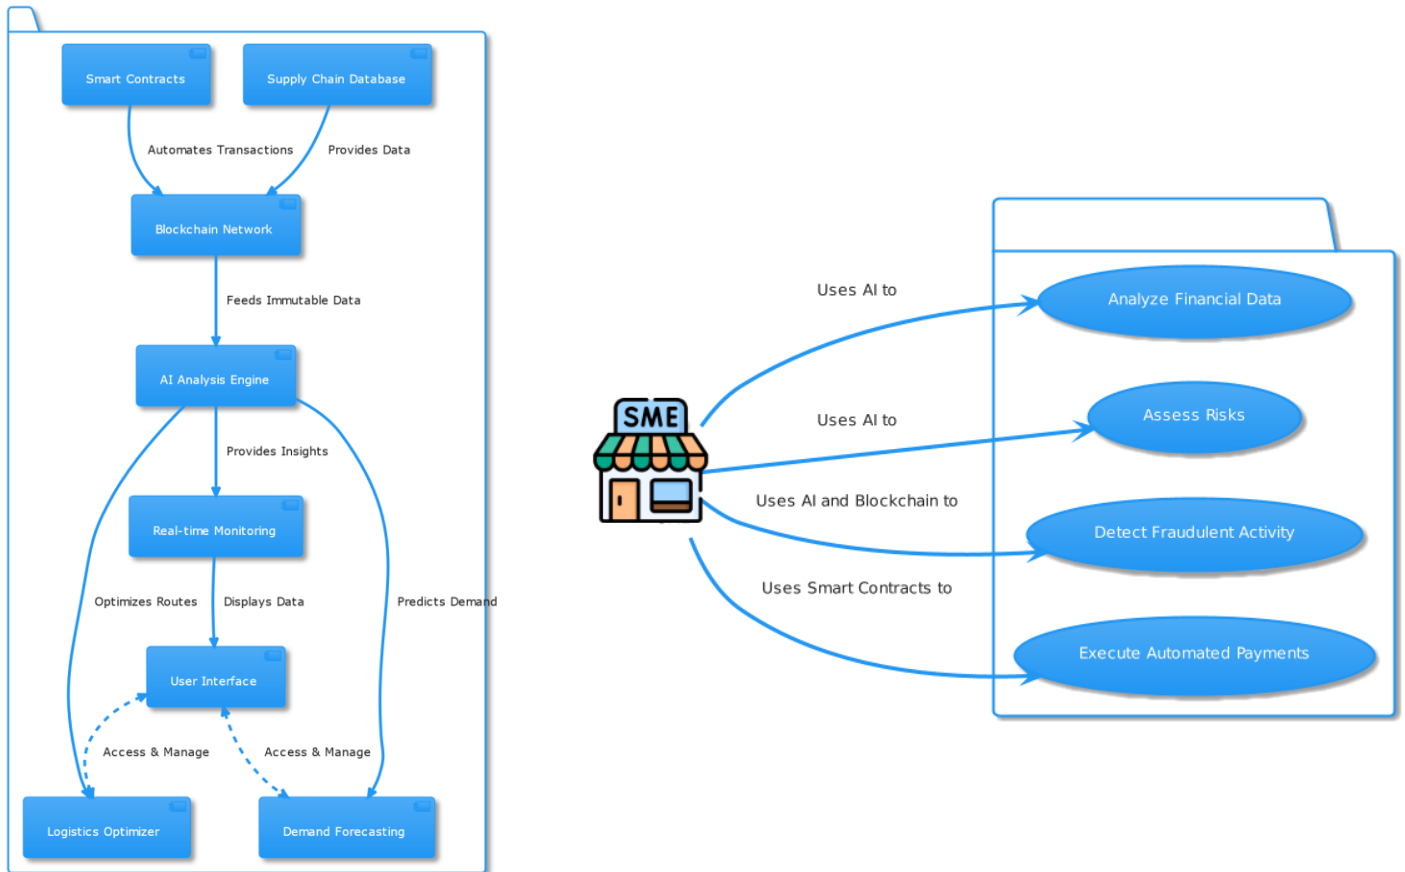 Smart Contracts
Supply Chain Database
Automates Transactions
Provides Data
Blockchain Network
Feeds Immutable Data
AI Analysis Engine
Provides Insights
Real-time Monitoring
Optimizes Routes
Displays Data
Predicts Demand
User Interface
Access & Manage
Access & Manage
Logistics Optimizer
Demand Forecasting
SME
Uses AI to
Analyze Financial Data
Uses AI to
Assess Risks
Uses AI and Blockchain to
Detect Fraudulent Activity
Uses Smart Contracts to
Execute Automated Payments